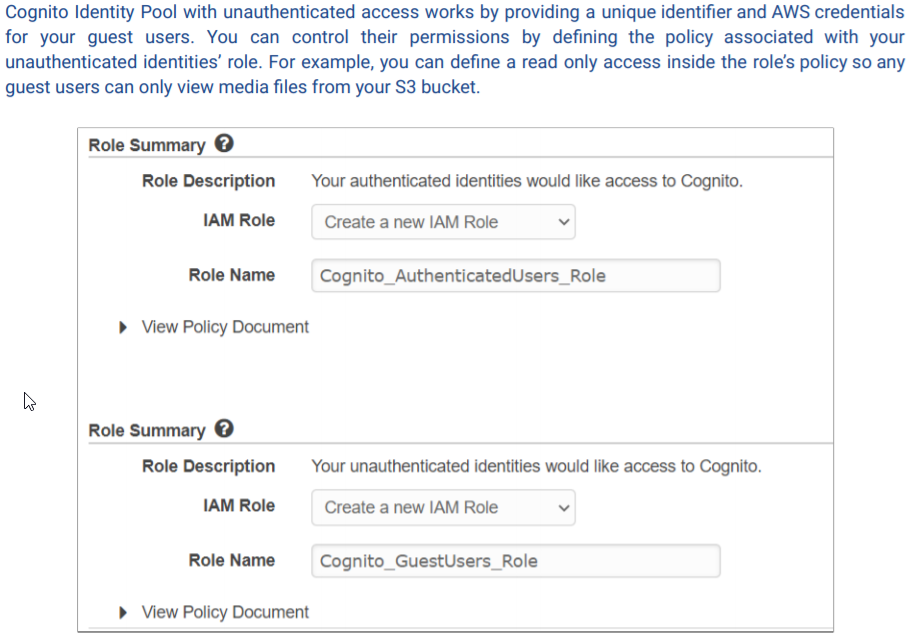 Cognito Identity Pool with unauthenticated access works by providing a unique identifier and AWS credentials
for your guest users. You can control their permissions by defining the policy associated with your
unauthenticated identities’ role. For example, you can define a read only access inside the role’s policy so any
guest users can only view media files from your S3 bucket.
Role Summary ?
Role Description Your authenticated identities would like access to Cognito.
IAM Role Create a new IAM Role
Role Name Cognito_AuthenticatedUsers_Role
View Policy Document
Role Summary ?
Role Description Your unauthenticated identities would like access to Cognito.
IAM Role Create a new IAM Role
Role Name Cognito_GuestUsers_Role
View Policy Document